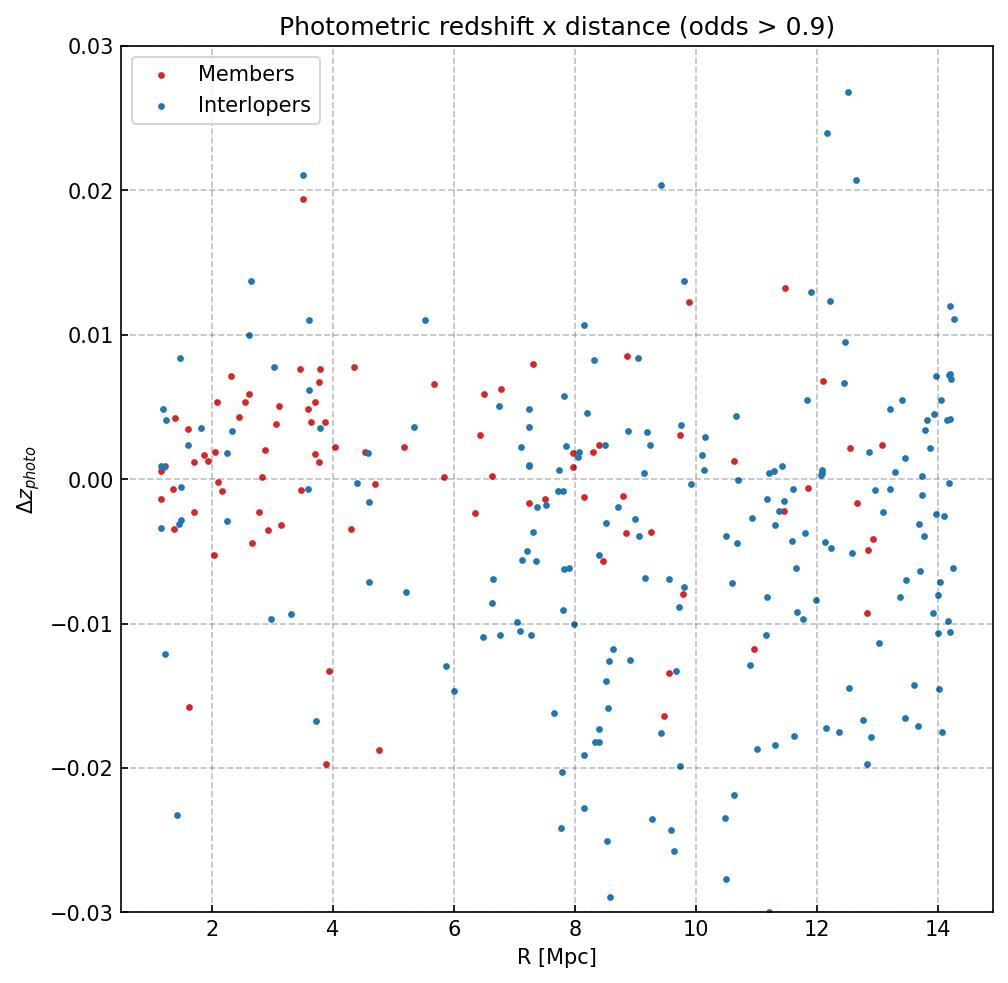 Photometric redshift x distance (odds > 0.9)
Members
Interlopers
0.03
0.02
0.01
0.00
−0.01
−0.02
−0.03
Δz_photo
2 4 6 8 10 12 14
R [Mpc]